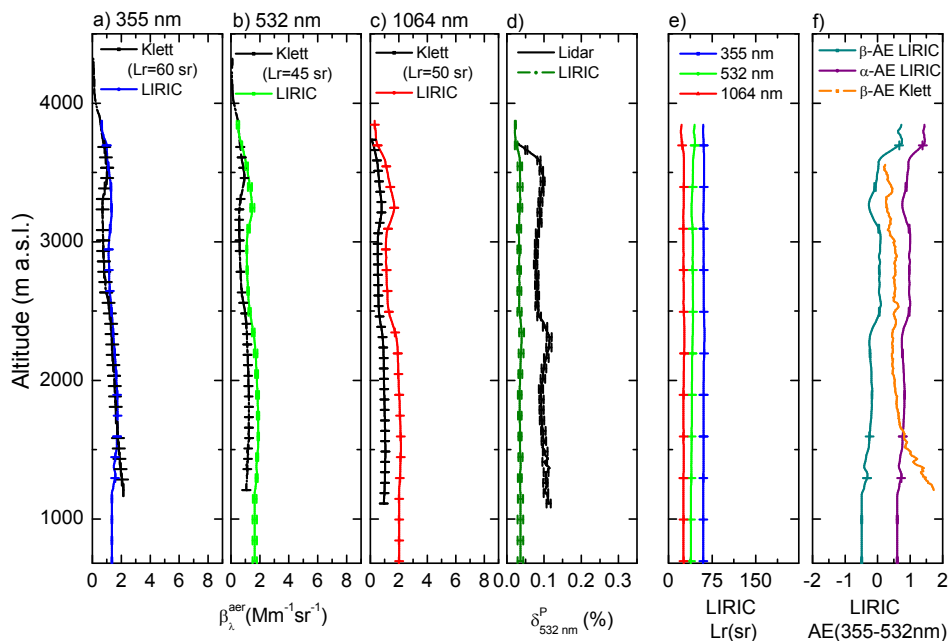 a) 355 nm
b) 532 nm
c) 1064 nm
d)
e)
f)
Klett
(Lr=60 sr)
LIRIC
Klett
(Lr=45 sr)
LIRIC
Klett
(Lr=50 sr)
LIRIC
Lidar
LIRIC
355 nm
532 nm
1064 nm
β-AE LIRIC
α-AE LIRIC
β-AE Klett
Altitude (m a.s.l.)
4000
3000
2000
1000
0 2 4 6 8
0 2 4 6 8
0 2 4 6 8
0.0 0.1 0.2 0.3
0 75 150
-2 -1 0 1 2
β_λ^aer(Mm⁻¹sr⁻¹)
δ^P_532 nm (%)
LIRIC
Lr(sr)
LIRIC
AE(355-532nm)